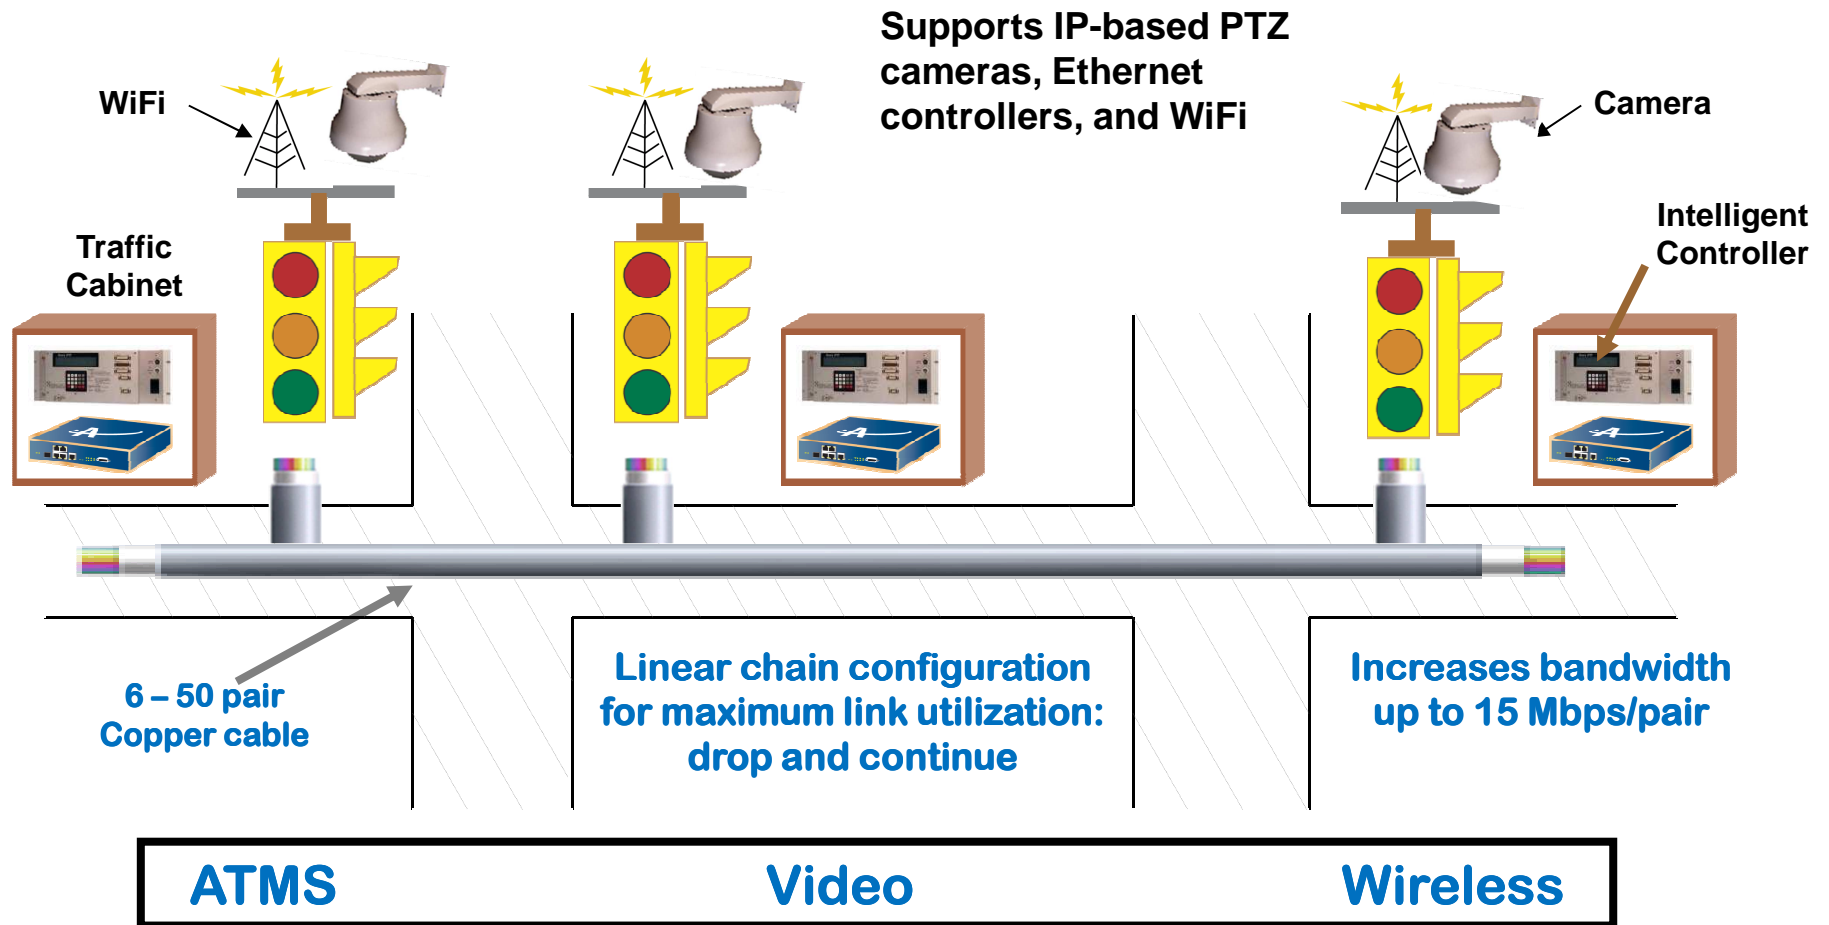 Supports IP-based PTZ
cameras, Ethernet
controllers, and WiFi
WiFi
Camera
Traffic
Cabinet
Intelligent
Controller
6 – 50 pair
Copper cable
Linear chain configuration
for maximum link utilization:
drop and continue
Increases bandwidth
up to 15 Mbps/pair
ATMS
Video
Wireless